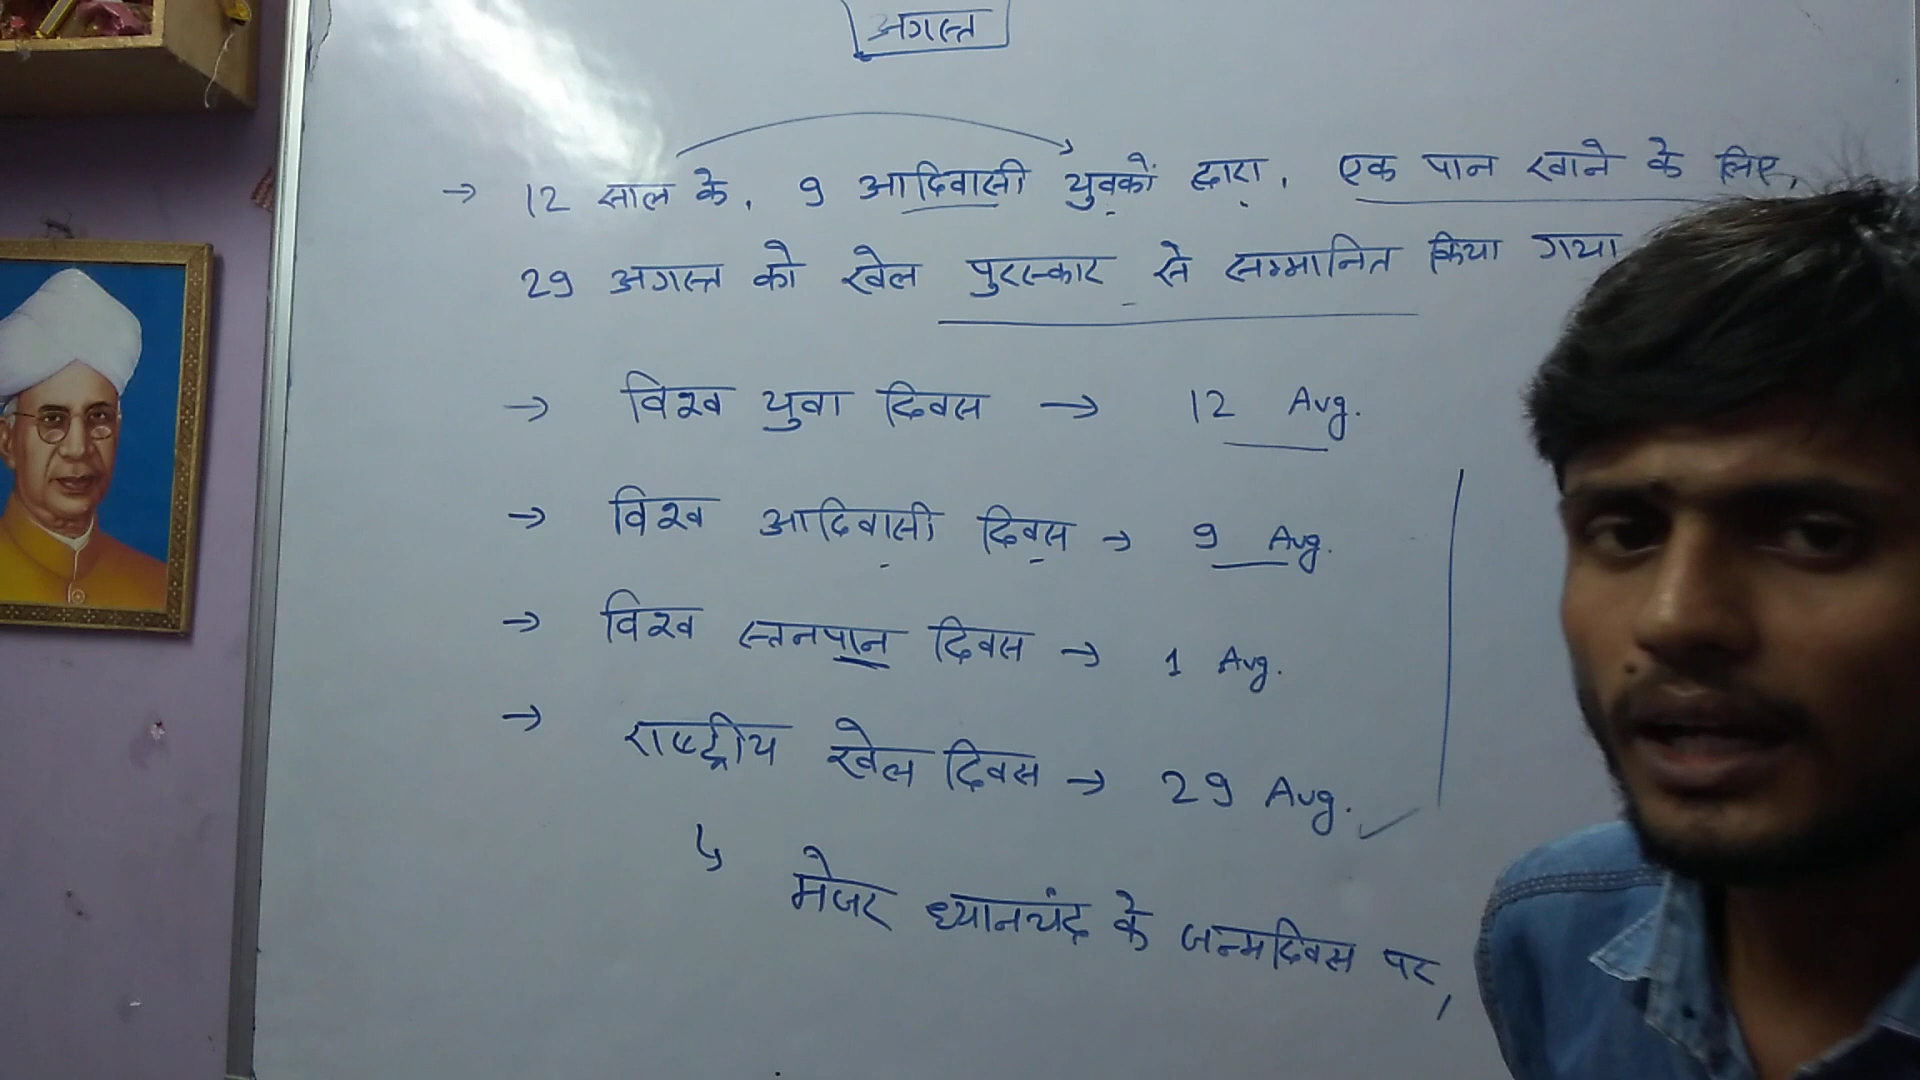 अगस्त
→ 12 साल के, 9 आदिवासी युवकों द्वारा, एक पान खाने के लिए,
29 अगस्त को खेल पुरस्कार से सम्मानित किया गया
→ विश्व युवा दिवस → 12 Aug.
→ विश्व आदिवासी दिवस → 9 Aug.
→ विश्व स्तनपान दिवस → 1 Aug.
→ राष्ट्रीय खेल दिवस → 29 Aug.
↳ मेजर ध्यानचंद्र के जन्मदिवस पर,